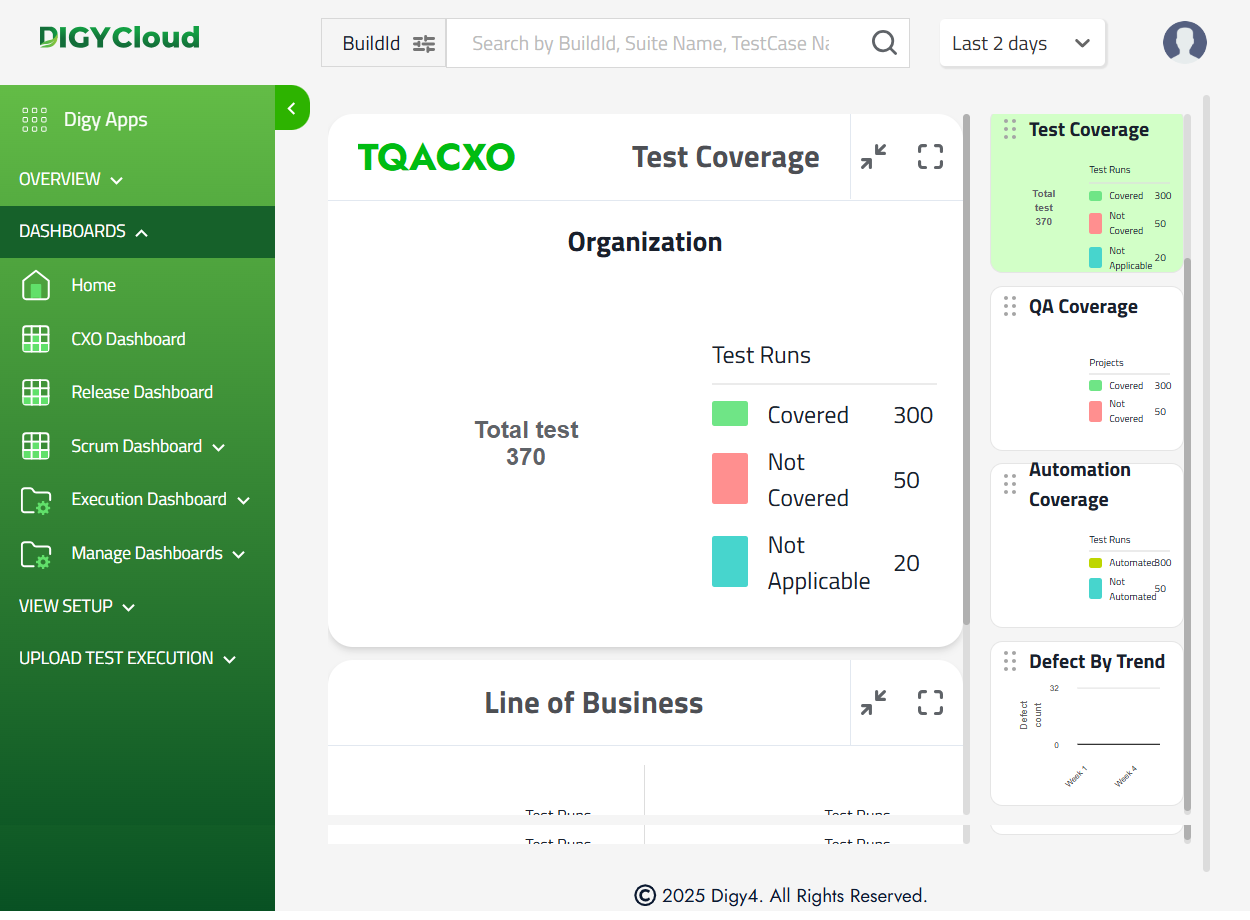 DIGYCloud
BuildId
Search by BuildId, Suite Name, TestCase Na
Last 2 days
Digy Apps
OVERVIEW
DASHBOARDS
Home
CXO Dashboard
Release Dashboard
Scrum Dashboard
Execution Dashboard
Manage Dashboards
VIEW SETUP
UPLOAD TEST EXECUTION
TQACXO
Test Coverage
Organization
Total test
370
Test Runs
Covered 300
Not
Covered 50
Not
Applicable 20
Line of Business
Test Runs Test Runs
Test Runs Test Runs
Test Coverage
Total
test
370
Test Runs
Covered 300
Not
Covered 50
Not
Applicable 20
QA Coverage
Projects
Covered 300
Not
Covered 50
Automation
Coverage
Test Runs
Automated 300
Not
Automated 50
Defect By Trend
Defect
count
32
0
Week 1
Week 4
© 2025 Digy4. All Rights Reserved.